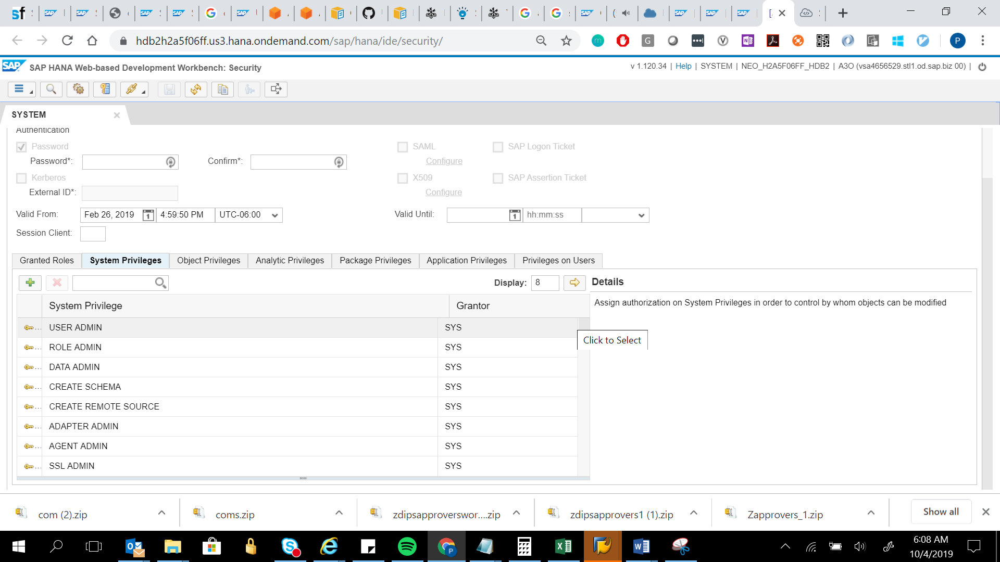 hdb2h2a5f06ff.us3.hana.ondemand.com/sap/hana/ide/security/
P
SAP SAP HANA Web-based Development Workbench: Security
v 1.120.34 | Help | SYSTEM | NEO_H2A5F06FF_HDB2 | A3O (vsa4656529.stl1.od.sap.biz 00) |
SYSTEM
Authentication
Password
SAML
SAP Logon Ticket
Password*:
Confirm*:
Configure
Kerberos
X509
SAP Assertion Ticket
External ID*:
Configure
Valid From: Feb 26, 2019 4:59:50 PM UTC-06:00
Valid Until: hh:mm:ss
Session Client:
Granted Roles System Privileges Object Privileges Analytic Privileges Package Privileges Application Privileges Privileges on Users
Display: 8
Details
System Privilege Grantor
Assign authorization on System Privileges in order to control by whom objects can be modified
USER ADMIN SYS
Click to Select
ROLE ADMIN SYS
DATA ADMIN SYS
CREATE SCHEMA SYS
CREATE REMOTE SOURCE SYS
ADAPTER ADMIN SYS
AGENT ADMIN SYS
SSL ADMIN SYS
com (2).zip
coms.zip
zdipsapproverswor....zip
zdipsapprovers1 (1).zip
Zapprovers_1.zip
Show all
6:08 AM
10/4/2019